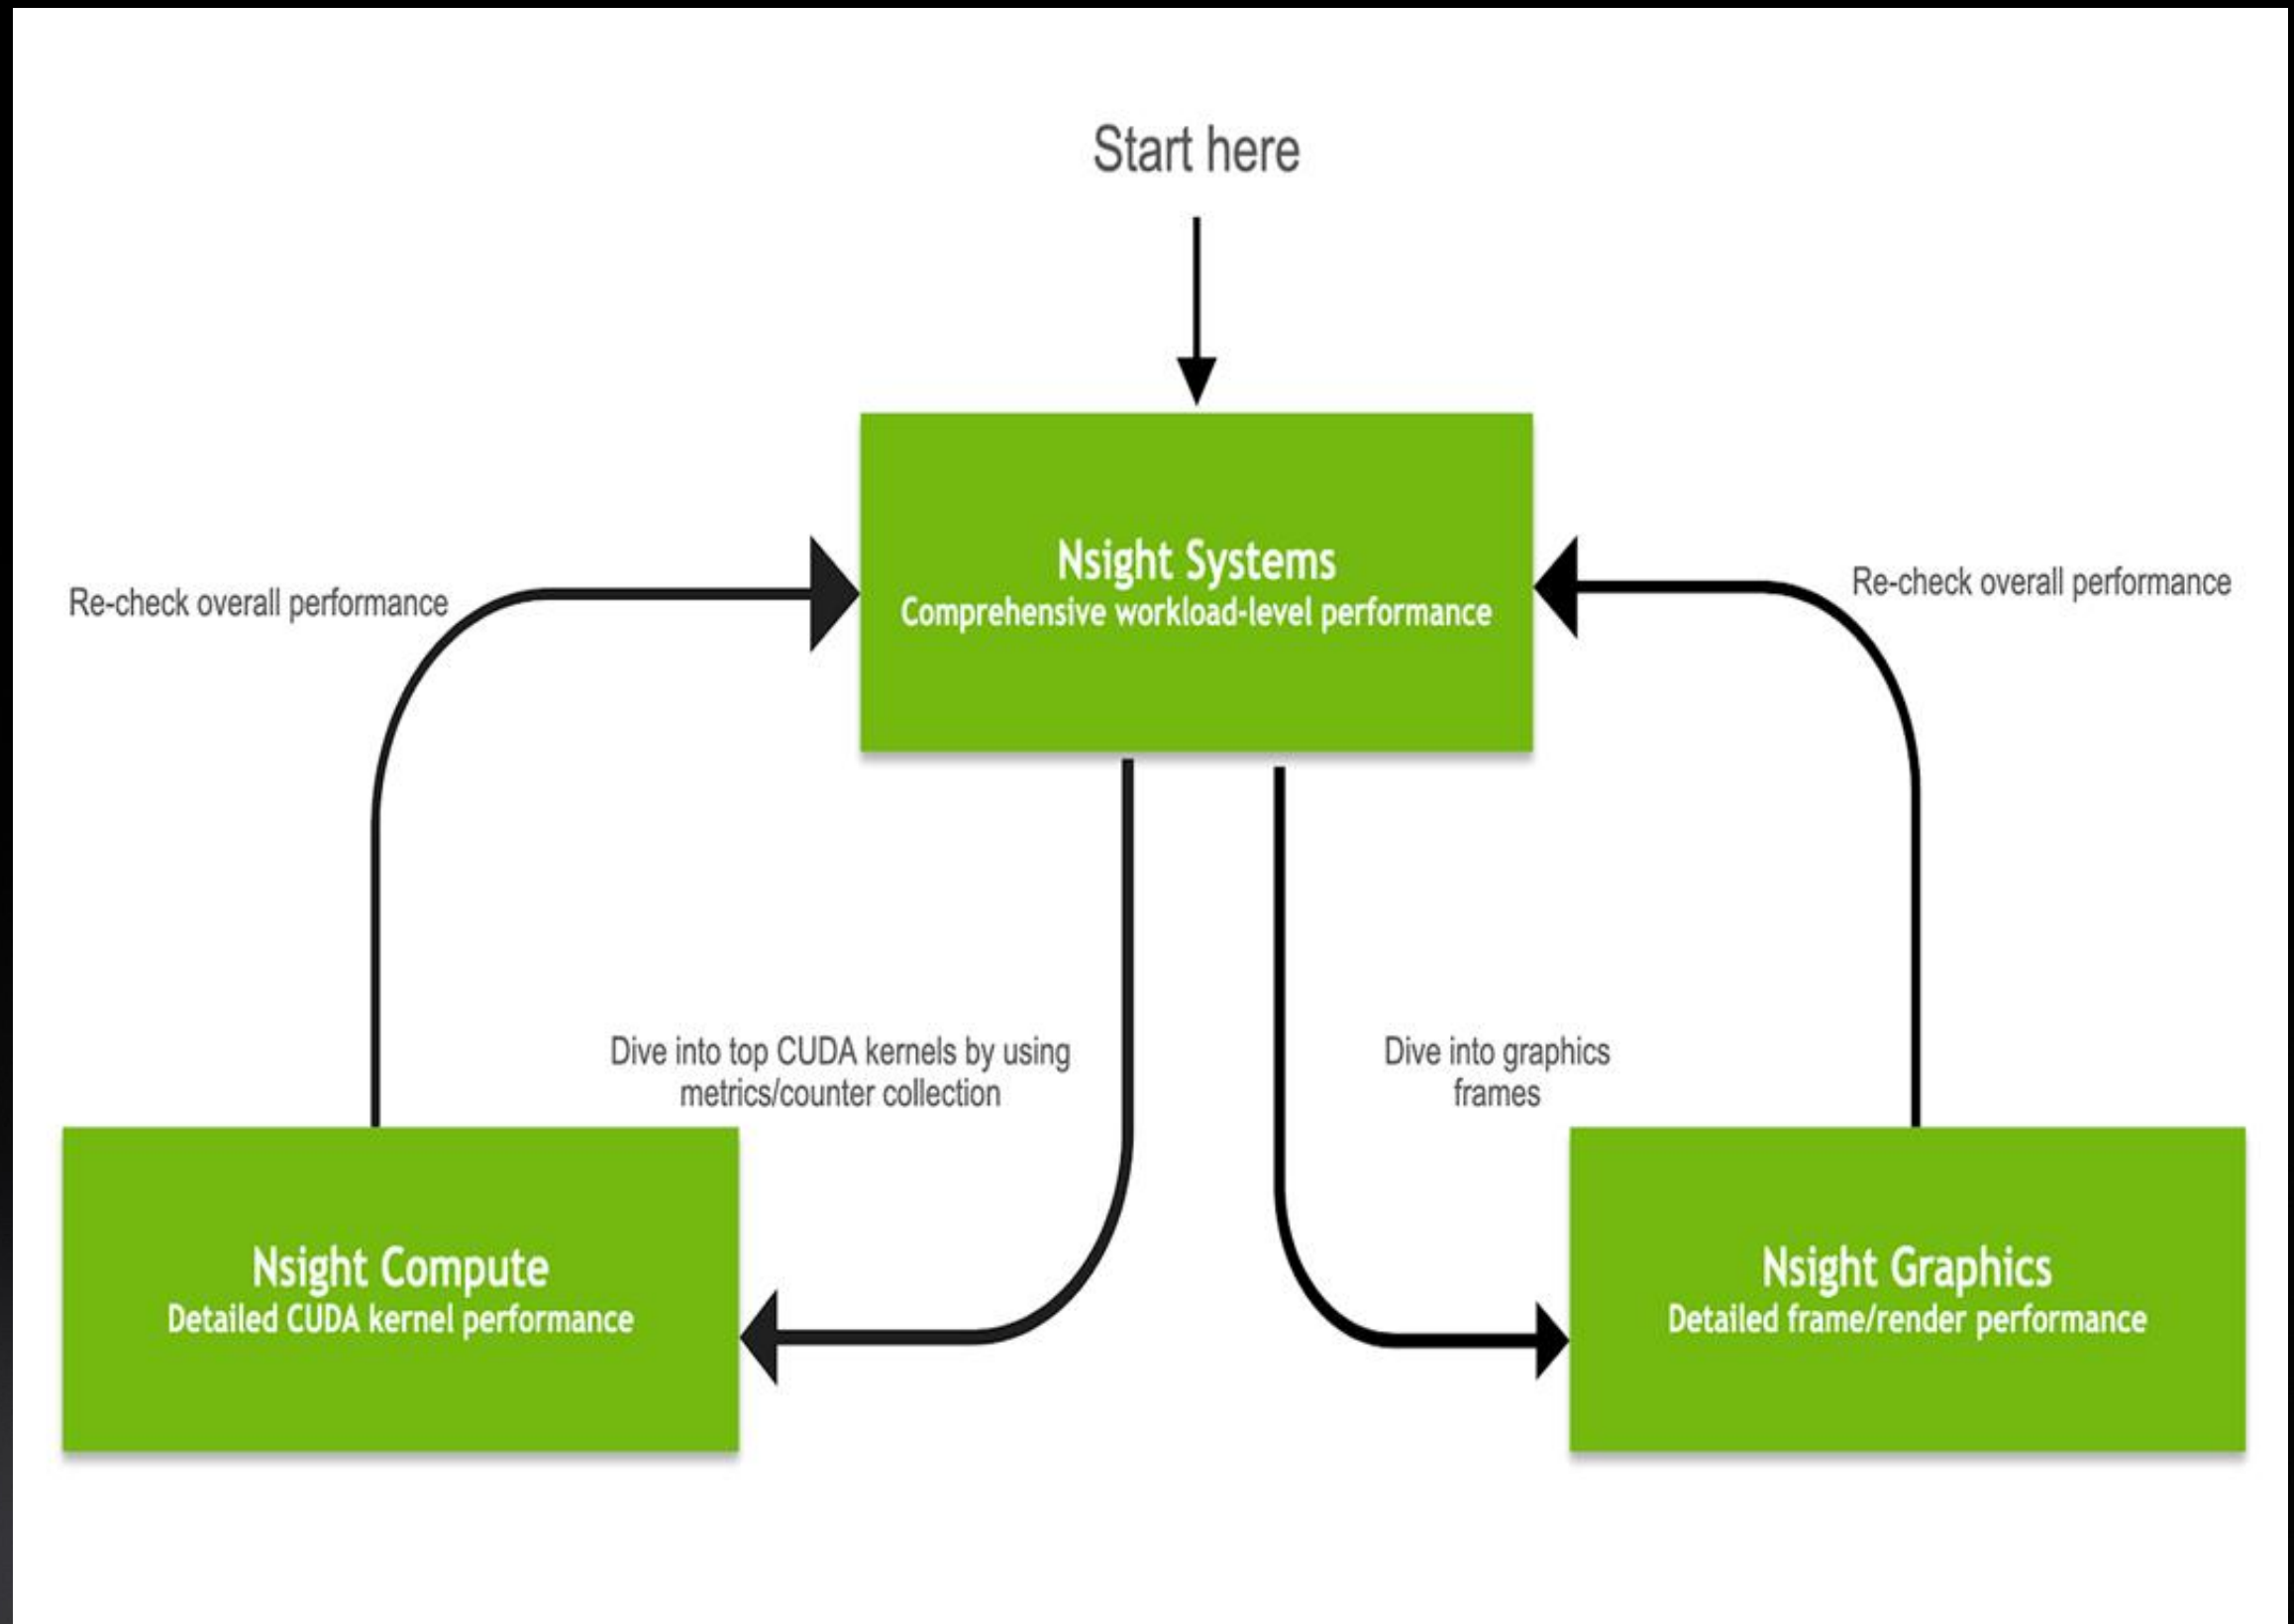 Start here
Nsight Systems
Comprehensive workload-level performance
Re-check overall performance
Re-check overall performance
Dive into top CUDA kernels by using
metrics/counter collection
Dive into graphics
frames
Nsight Compute
Detailed CUDA kernel performance
Nsight Graphics
Detailed frame/render performance